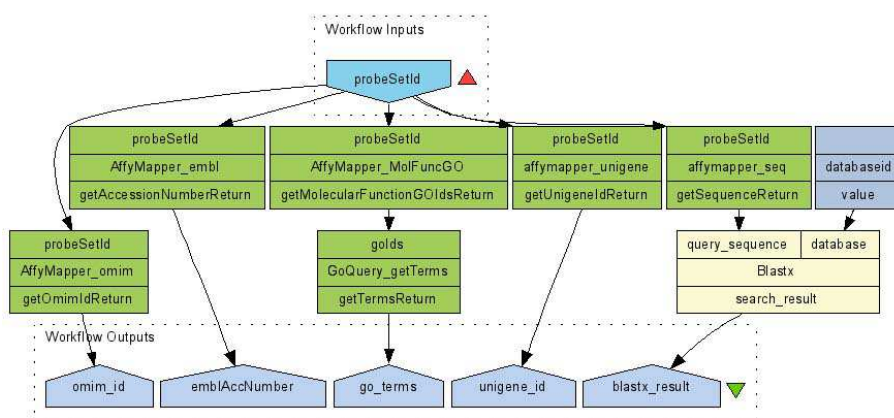 Workflow Inputs
probeSetId
probeSetId
AffyMapper_embl
getAccessionNumberReturn
probeSetId
AffyMapper_MolFuncGO
getMolecularFunctionGOIdsReturn
probeSetId
affymapper_unigene
getUnigeneIdReturn
probeSetId
affymapper_seq
getSequenceReturn
databaseid
value
probeSetId
AffyMapper_omim
getOmimIdReturn
goIds
GoQuery_getTerms
getTermsReturn
query_sequence database
Blastx
search_result
Workflow Outputs
omim_id
emblAccNumber
go_terms
unigene_id
blastx_result